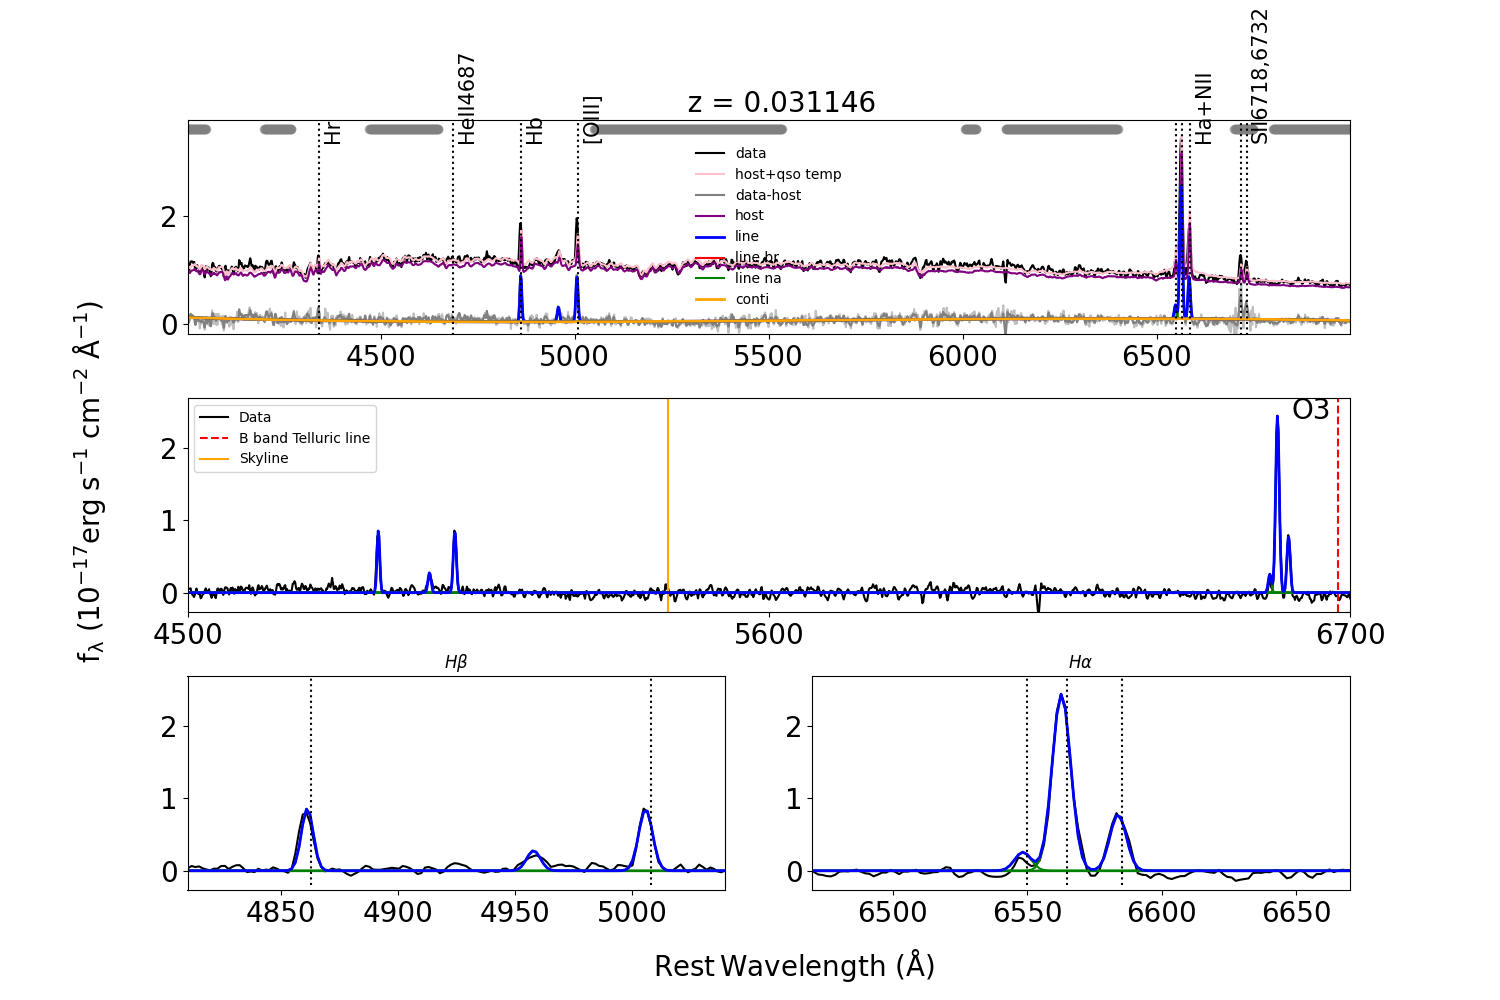 z = 0.031146
Hr
HeII4687
Hb
[OIII]
Ha+NII
SII6718,6732
data
host+qso temp
data-host
host
line
line br
line na
conti
2
0
4500 5000 5500 6000 6500
fλ (10−17erg s−1 cm−2 Å−1)
Data
B band Telluric line
Skyline
O3
2
1
0
4500 5600 6700
Hβ
2
1
0
4850 4900 4950 5000
Hα
2
1
0
6500 6550 6600 6650
Rest Wavelength (Å)